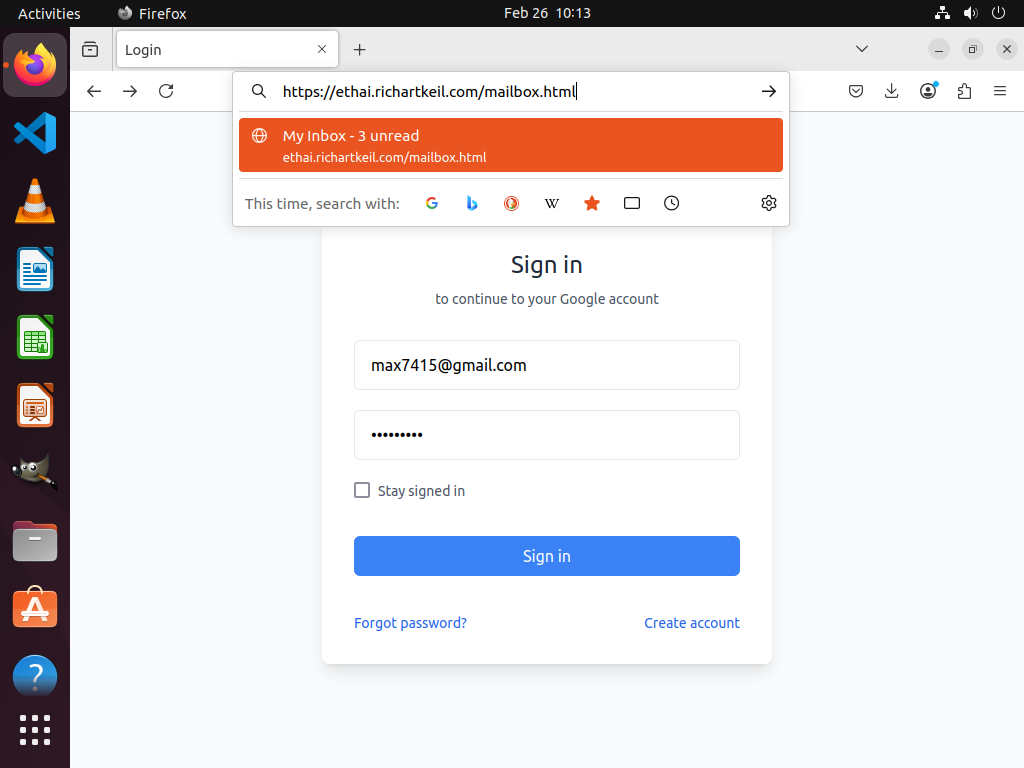 Activities
Firefox
Feb 26 10:13
Login
https://ethai.richartkeil.com/mailbox.html
My Inbox - 3 unread
ethai.richartkeil.com/mailbox.html
This time, search with:
Sign in
to continue to your Google account
max7415@gmail.com
•••••••••
Stay signed in
Sign in
Forgot password?
Create account